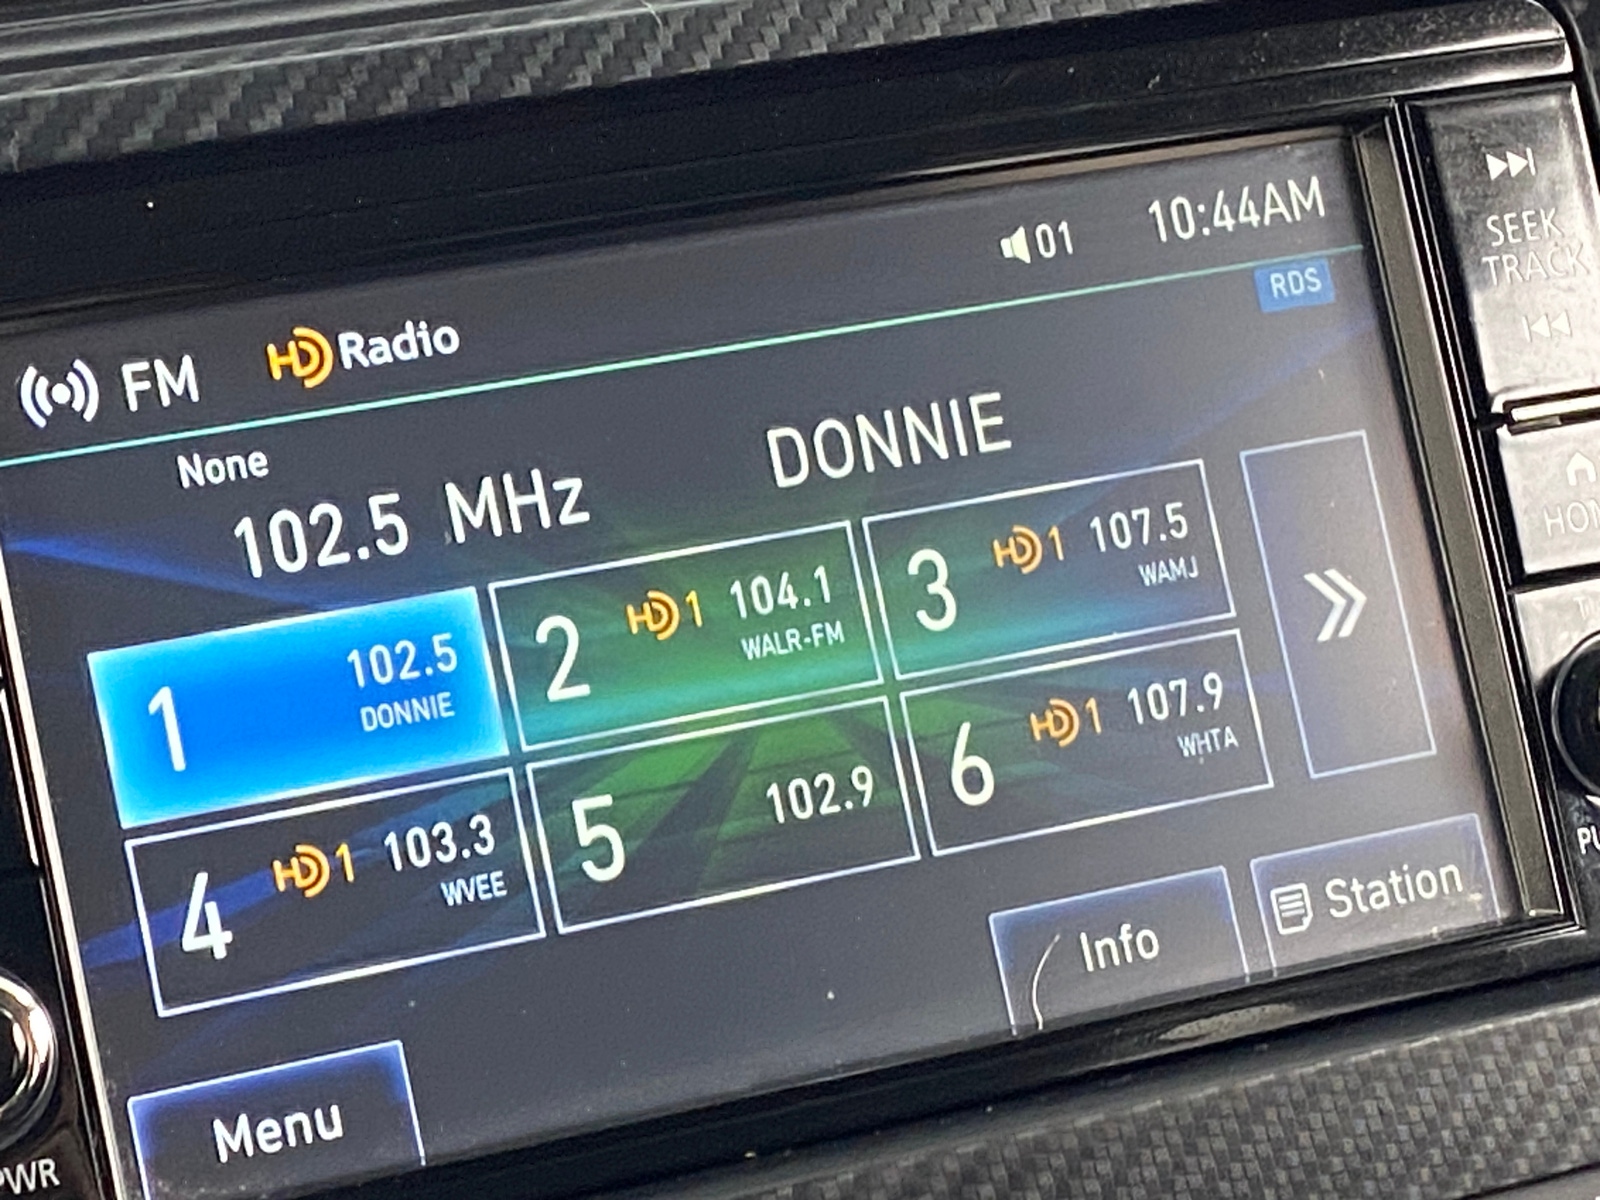 01 10:44AM
RDS
FM HD Radio
None
102.5 MHz DONNIE
1 102.5
DONNIE
2 HD 1 104.1
WALR-FM
3 HD 1 107.5
WAMJ
4 HD 1 103.3
WVEE
5 102.9
6 HD 1 107.9
WHTA
Info
Station
Menu
SEEK
TRACK
PWR